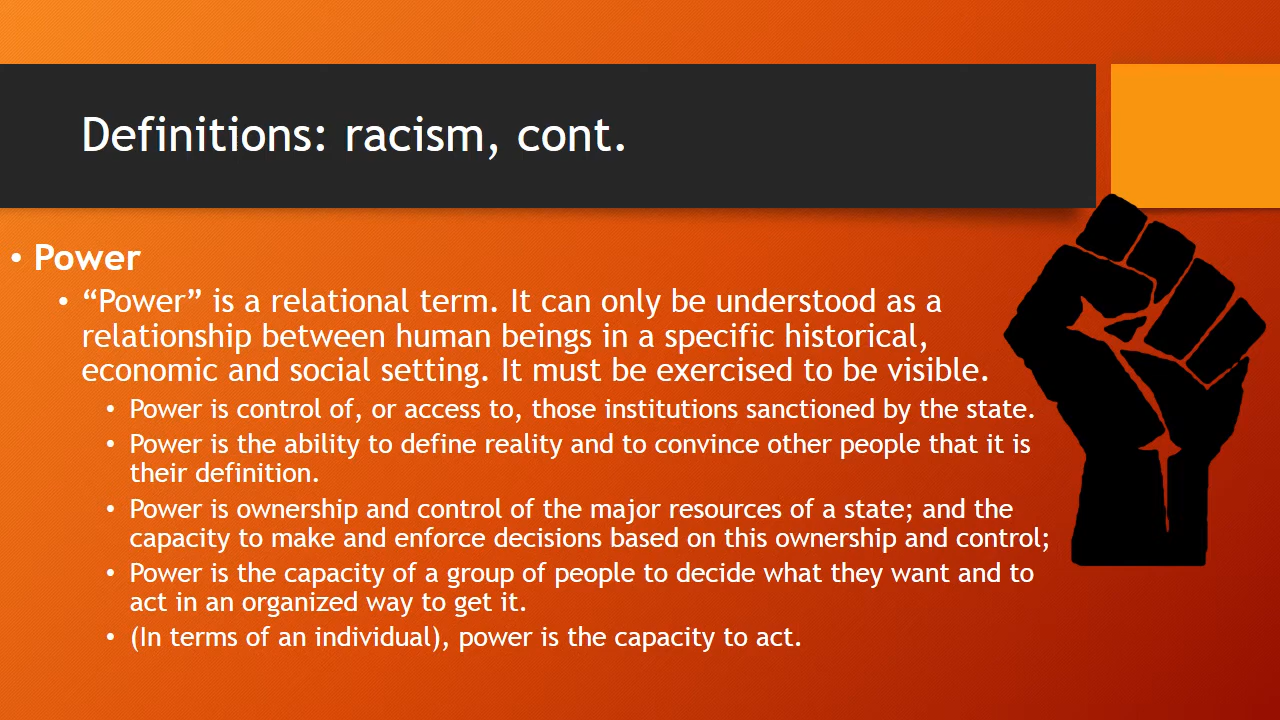 Definitions: racism, cont.
• Power
• “Power” is a relational term. It can only be understood as a
relationship between human beings in a specific historical,
economic and social setting. It must be exercised to be visible.
• Power is control of, or access to, those institutions sanctioned by the state.
• Power is the ability to define reality and to convince other people that it is
their definition.
• Power is ownership and control of the major resources of a state; and the
capacity to make and enforce decisions based on this ownership and control;
• Power is the capacity of a group of people to decide what they want and to
act in an organized way to get it.
• (In terms of an individual), power is the capacity to act.